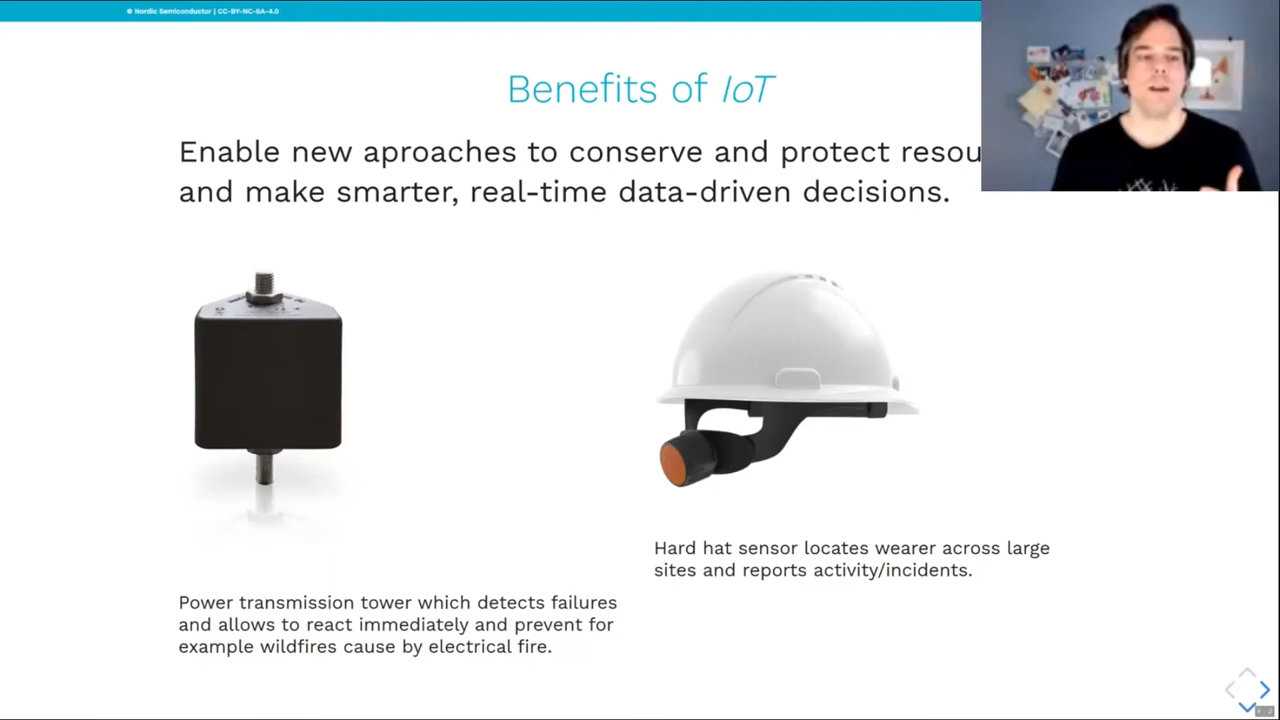 © Nordic Semiconductor | CC-BY-NC-SA-4.0
Benefits of IoT
Enable new aproaches to conserve and protect resou
and make smarter, real-time data-driven decisions.
Hard hat sensor locates wearer across large
sites and reports activity/incidents.
Power transmission tower which detects failures
and allows to react immediately and prevent for
example wildfires cause by electrical fire.